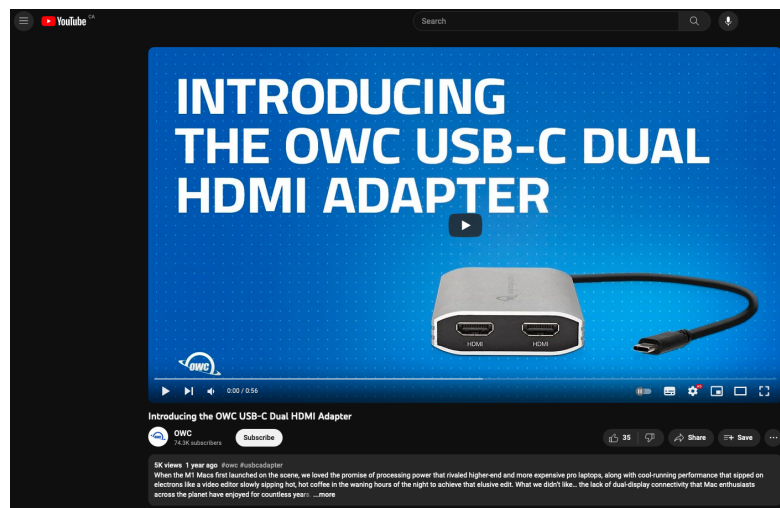 YouTube CA
Search
INTRODUCING
THE OWC USB-C DUAL
HDMI ADAPTER
HDMI HDMI
OWC
0:00 / 0:56
Introducing the OWC USB-C Dual HDMI Adapter
OWC
74.3K subscribers
Subscribe
35
Share
Save
5K views 1 year ago #owc #usbcadapter
When the M1 Macs first launched on the scene, we loved the promise of processing power that rivaled higher-end and more expensive pro laptops, along with cool-running performance that sipped on
electrons like a video editor slowly sipping hot, hot coffee in the waning hours of the night to achieve that elusive edit. What we didn't like... the lack of dual-display connectivity that Mac enthusiasts
across the planet have enjoyed for countless years. ...more